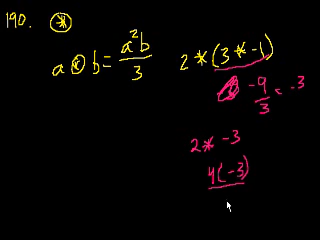 190. ⊛
a ⊛ b = a²b / 3
2 * (3 * -1)
-9 / 3 = -3
2 * -3
4(-3)